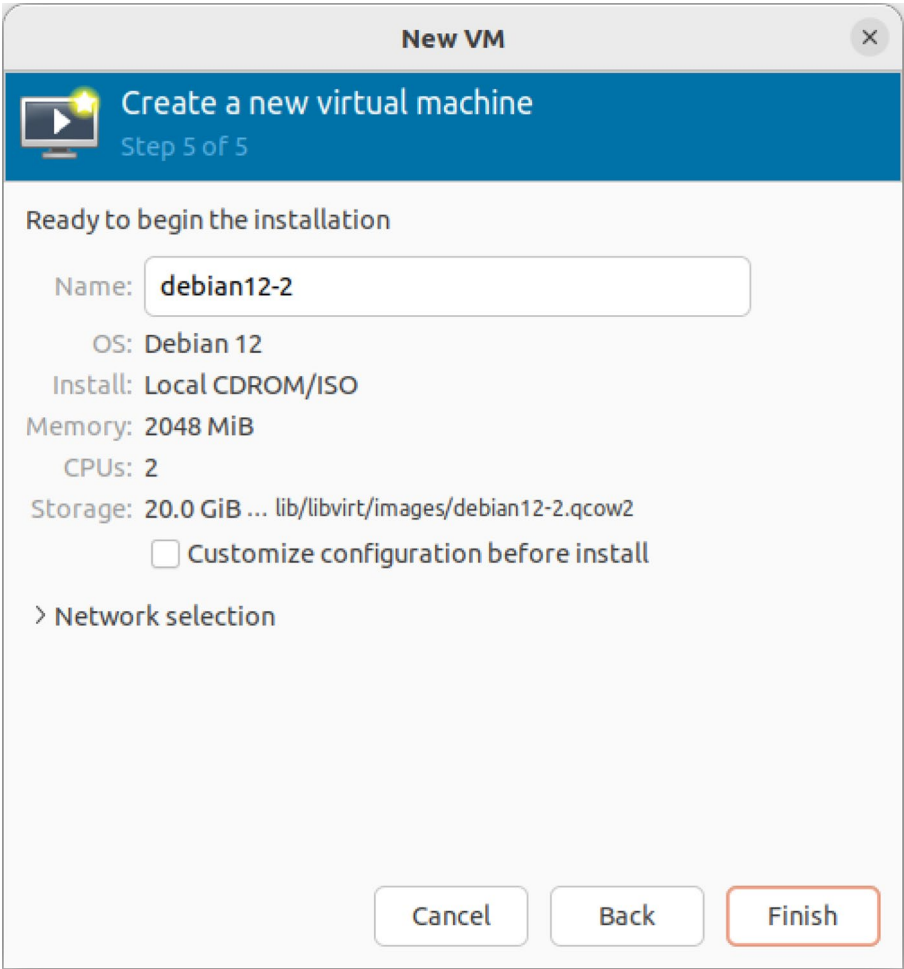 New VM
Create a new virtual machine
Step 5 of 5
Ready to begin the installation
Name: debian12-2
OS: Debian 12
Install: Local CDROM/ISO
Memory: 2048 MiB
CPUs: 2
Storage: 20.0 GiB ... lib/libvirt/images/debian12-2.qcow2
Customize configuration before install
Network selection
Cancel Back Finish